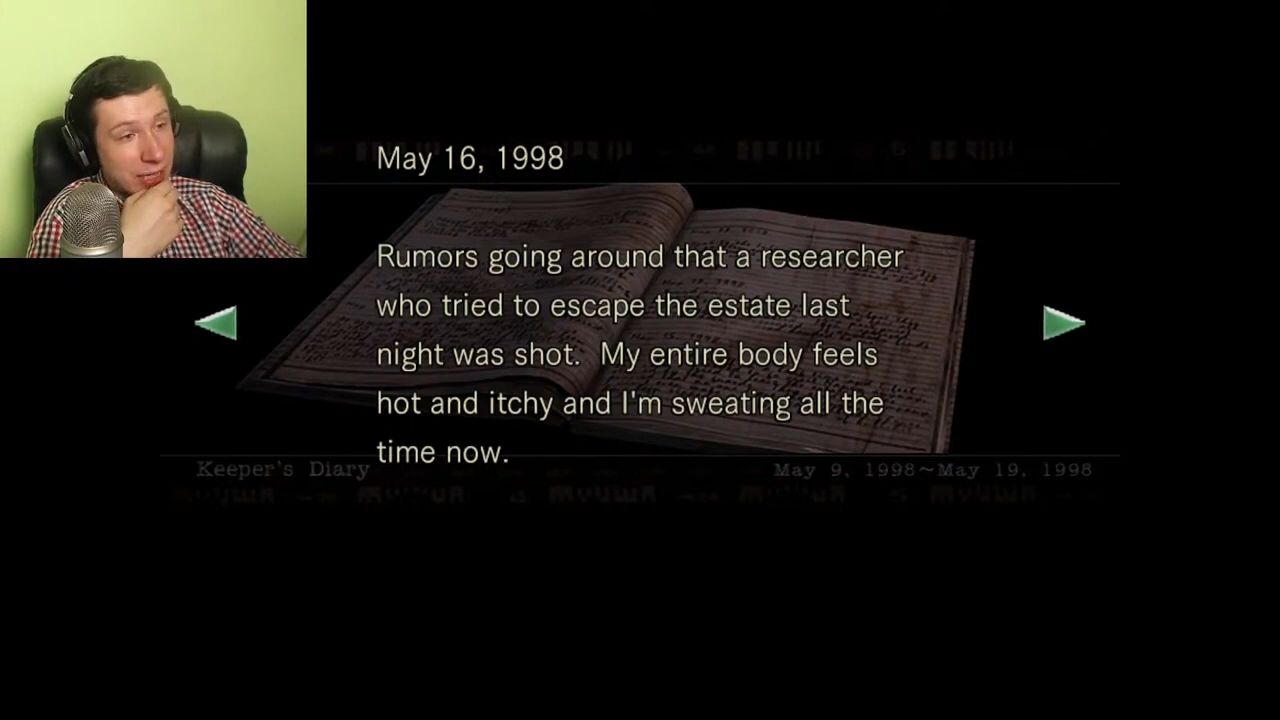 May 16, 1998
Rumors going around that a researcher
who tried to escape the estate last
night was shot.  My entire body feels
hot and itchy and I'm sweating all the
time now.
Keeper's Diary
May 9, 1998~May 19, 1998